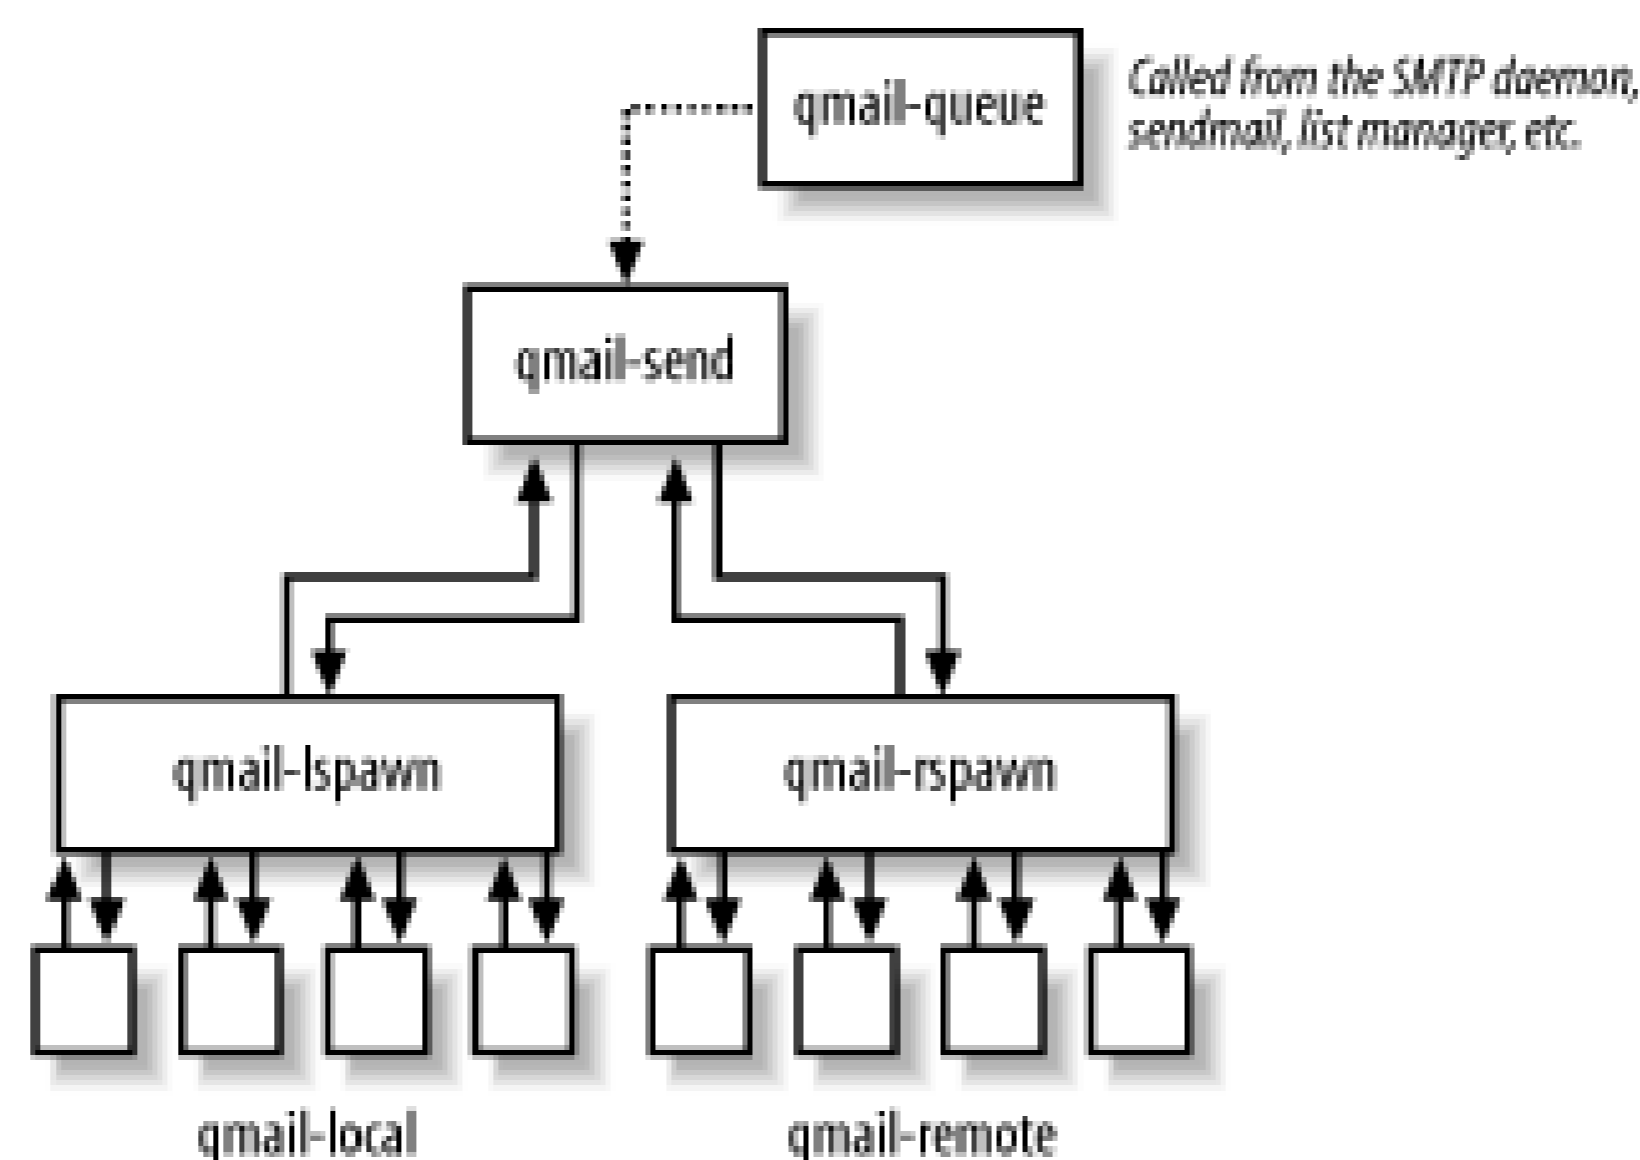 qmail-queue
Called from the SMTP daemon,
sendmail, list manager, etc.
qmail-send
qmail-lspawn
qmail-rspawn
qmail-local
qmail-remote